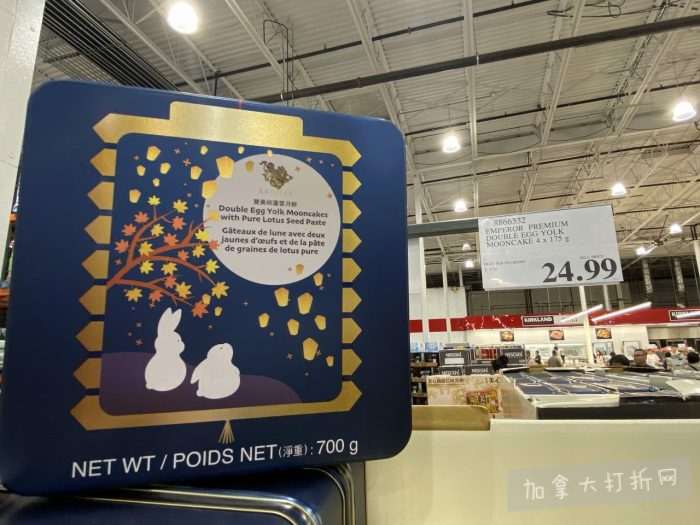 雙黃純蓮蓉月餅
Double Egg Yolk Mooncakes
with Pure Lotus Seed Paste
Gâteaux de lune avec deux
jaunes d'œufs et de la pâte
de graines de lotus pure
NET WT / POIDS NET(淨重): 700 g
8866332
EMPEROR PREMIUM
DOUBLE EGG YOLK
MOONCAKE 4 x 175 g
24.99
KIRKLAND
KIRKLAND
NESCAFÉ
NESCAFÉ
加拿大打折网